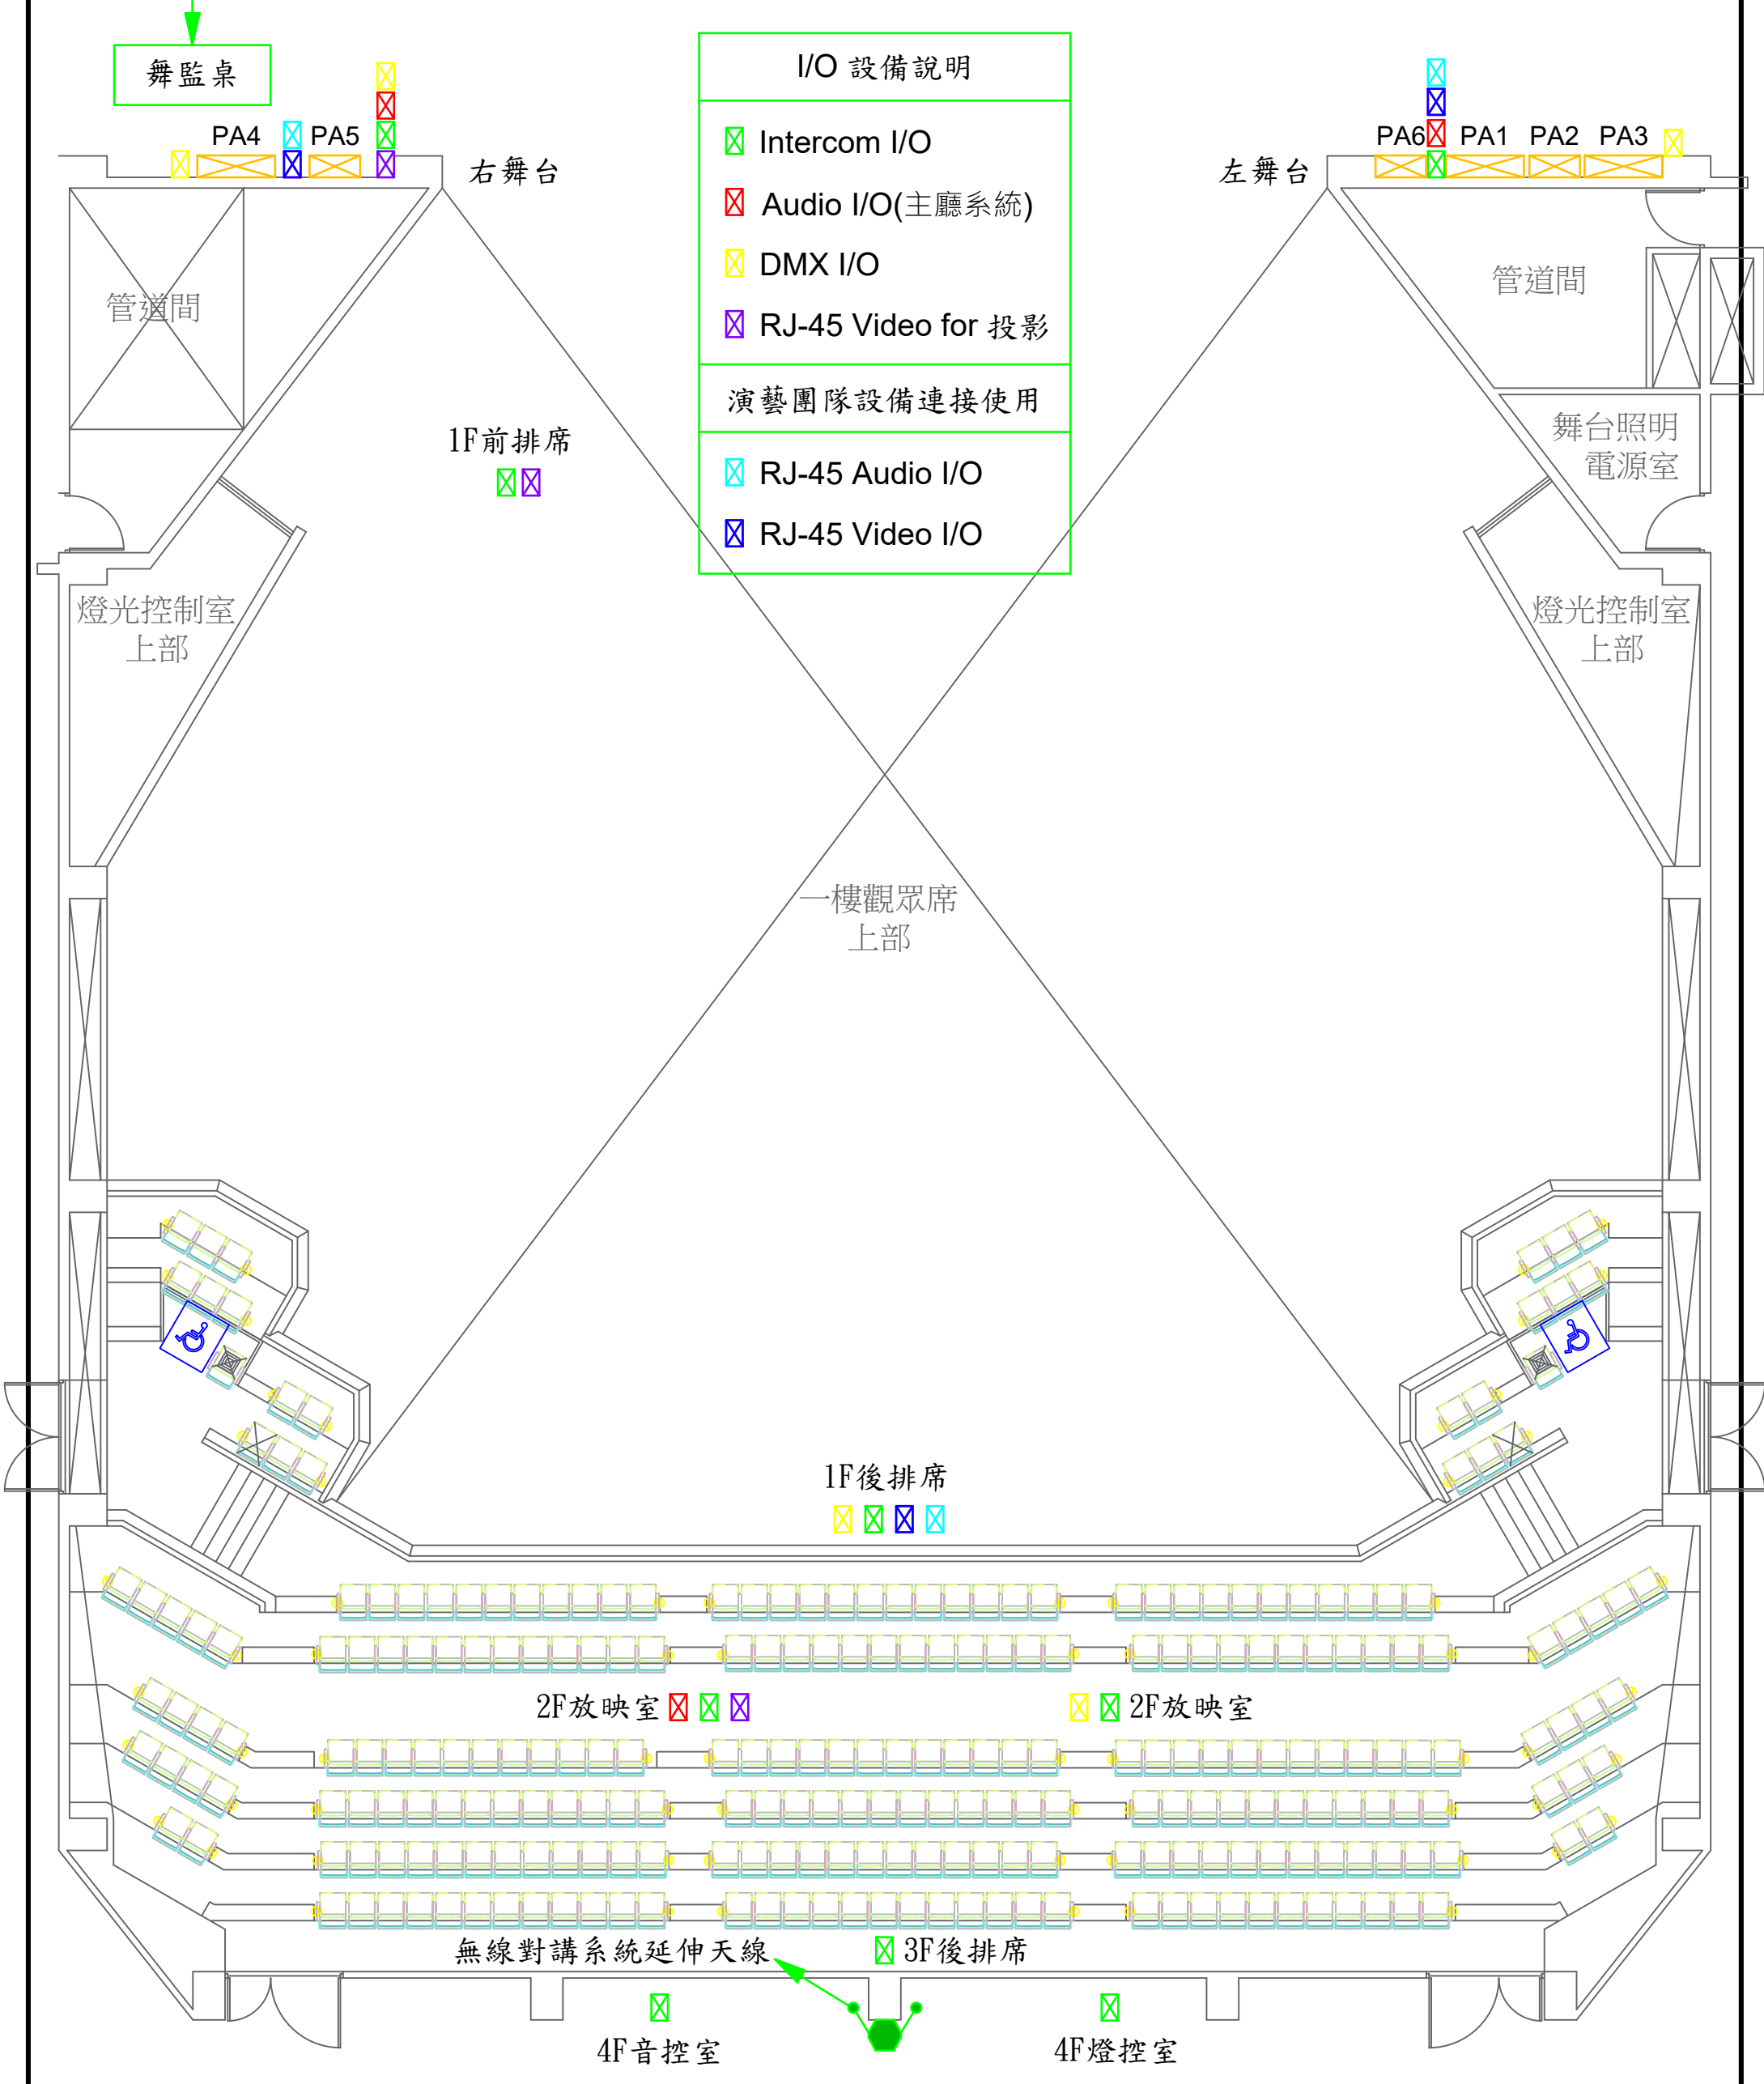 舞監桌
I/O 設備說明
PA4
PA5
PA6
PA1
PA2
PA3
右舞台
左舞台
Intercom I/O
Audio I/O(主廳系統)
DMX I/O
RJ-45 Video for 投影
演藝團隊設備連接使用
RJ-45 Audio I/O
RJ-45 Video I/O
管道間
管道間
1F前排席
舞台照明
電源室
燈光控制室
上部
燈光控制室
上部
一樓觀眾席
上部
1F後排席
2F放映室
2F放映室
無線對講系統延伸天線
3F後排席
4F音控室
4F燈控室